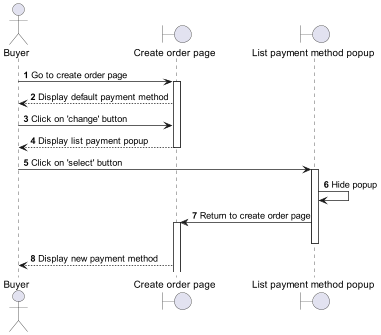 Buyer
Create order page
List payment method popup
1 Go to create order page
2 Display default payment method
3 Click on 'change' button
4 Display list payment popup
5 Click on 'select' button
6 Hide popup
7 Return to create order page
8 Display new payment method
Buyer
Create order page
List payment method popup